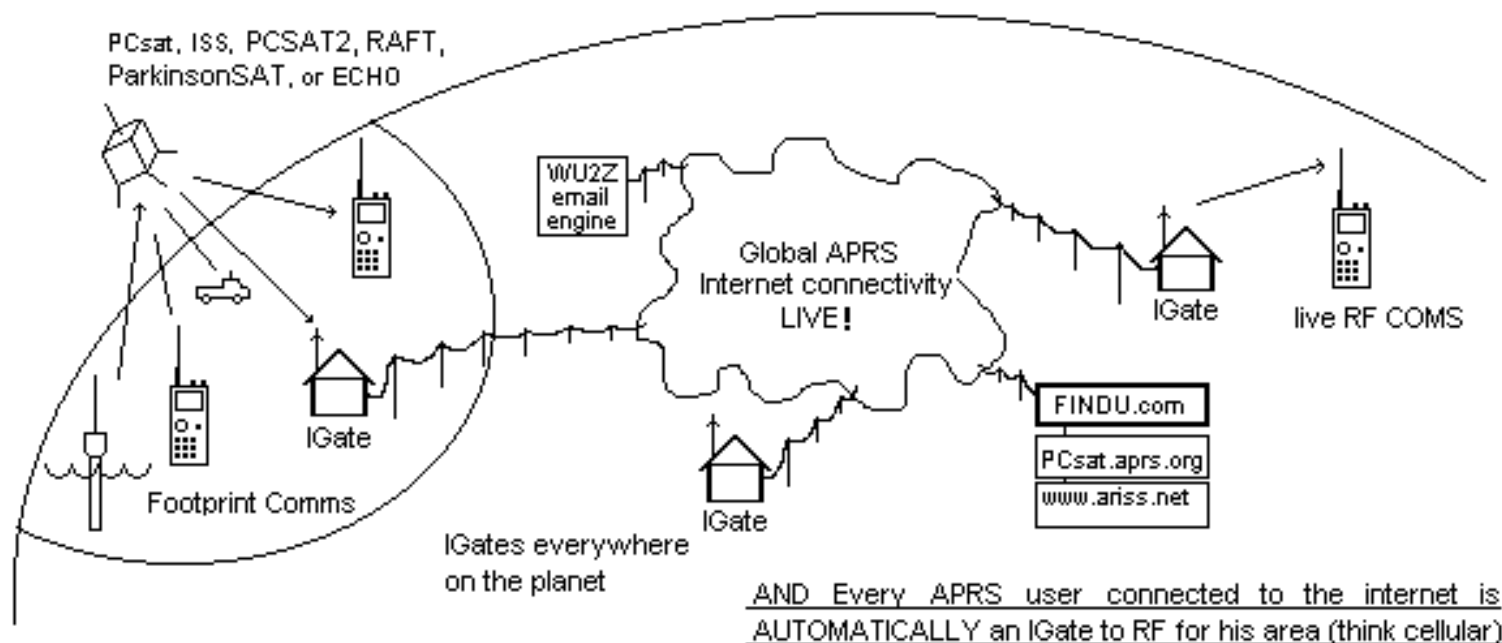 PCsat, ISS, PCSAT2, RAFT,
ParkinsonSAT, or ECHO
WU2Z
email
engine
Global APRS
Internet connectivity
LIVE!
IGate
live RF COMS
IGate
Footprint Comms
IGate
FINDU.com
PCsat.aprs.org
www.ariss.net
IGates everywhere
on the planet
AND Every APRS user connected to the internet is
AUTOMATICALLY an IGate to RF for his area (think cellular)